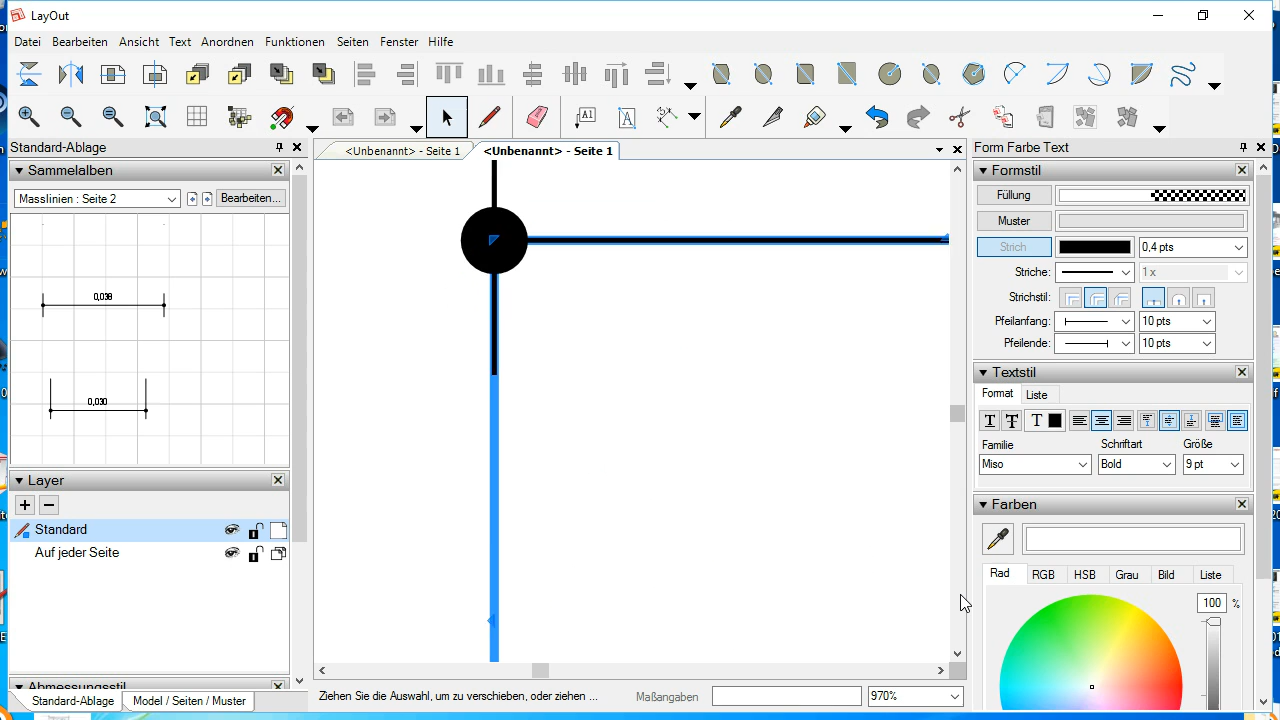 LayOut
Datei Bearbeiten Ansicht Text Anordnen Funktionen Seiten Fenster Hilfe
A1 A
Standard-Ablage
<Unbenannt> - Seite 1 <Unbenannt> - Seite 1
Form Farbe Text
Sammelalben
Masslinien : Seite 2 Bearbeiten...
0,038
0,030
Layer
Standard
Auf jeder Seite
Abmessungsstil
Standard-Ablage Model / Seiten / Muster
Ziehen Sie die Auswahl, um zu verschieben, oder ziehen ... Maßangaben 970%
Formstil
Füllung
Muster
Strich 0.4 pts
Striche: 1 x
Strichstil:
Pfeilanfang: 10 pts
Pfeilende: 10 pts
Textstil
Format Liste
T T T
Familie Schriftart Größe
Miso Bold 9 pt
Farben
Rad RGB HSB Grau Bild Liste
100 %